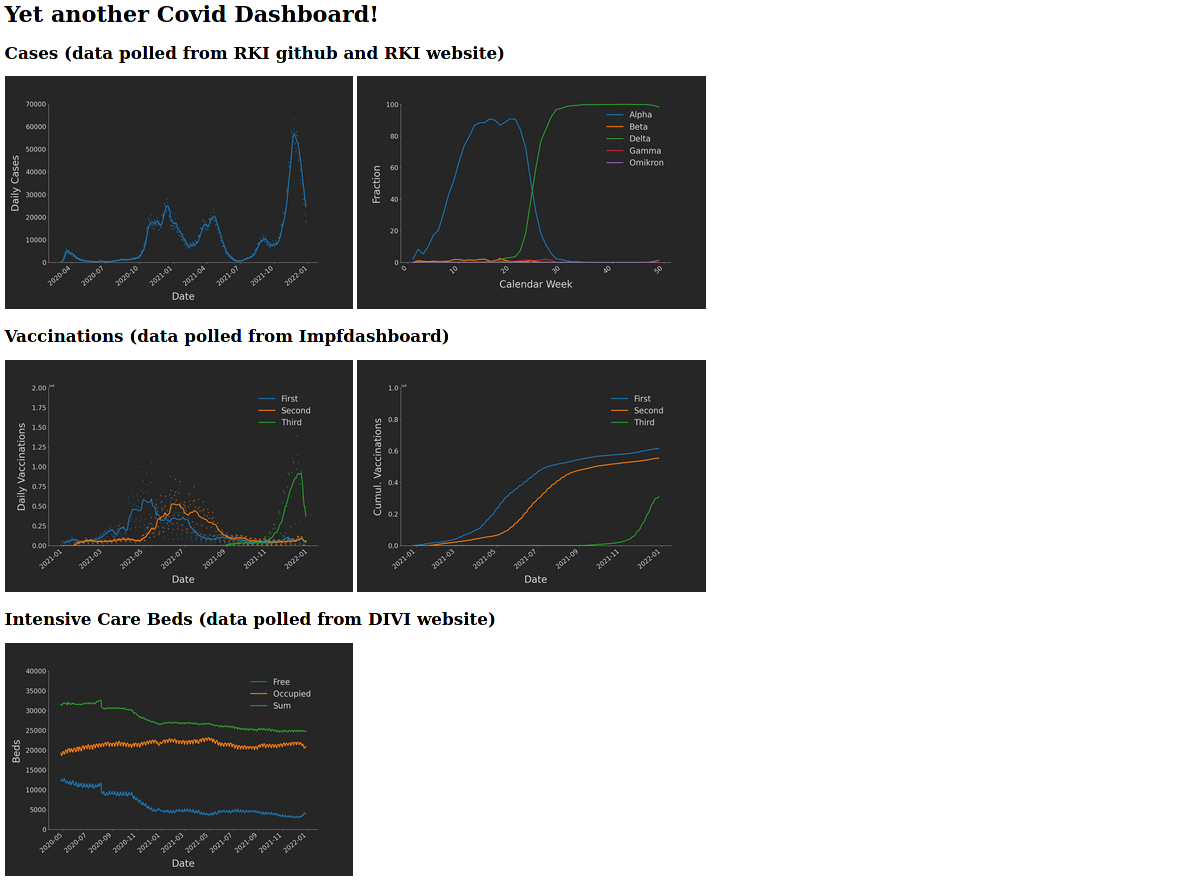 Yet another Covid Dashboard!
Cases (data polled from RKI github and RKI website)
70000
60000
50000
40000
30000
20000
10000
0
Daily Cases
2020-04
2020-07
2020-10
2021-01
2021-04
2021-07
2021-10
2022-01
Date
100
80
60
40
20
0
Fraction
Alpha
Beta
Delta
Gamma
Omikron
0
10
20
30
40
50
Calendar Week
Vaccinations (data polled from Impfdashboard)
2.00
1.75
1.50
1.25
1.00
0.75
0.50
0.25
0.00
Daily Vaccinations
First
Second
Third
2021-01
2021-03
2021-05
2021-07
2021-09
2021-11
2022-01
Date
1.0
0.8
0.6
0.4
0.2
0.0
Cumul. Vaccinations
First
Second
Third
2021-01
2021-03
2021-05
2021-07
2021-09
2021-11
2022-01
Date
Intensive Care Beds (data polled from DIVI website)
40000
35000
30000
25000
20000
15000
10000
5000
0
Beds
Free
Occupied
Sum
2020-05
2020-07
2020-09
2020-11
2021-01
2021-03
2021-05
2021-07
2021-09
2021-11
2022-01
Date